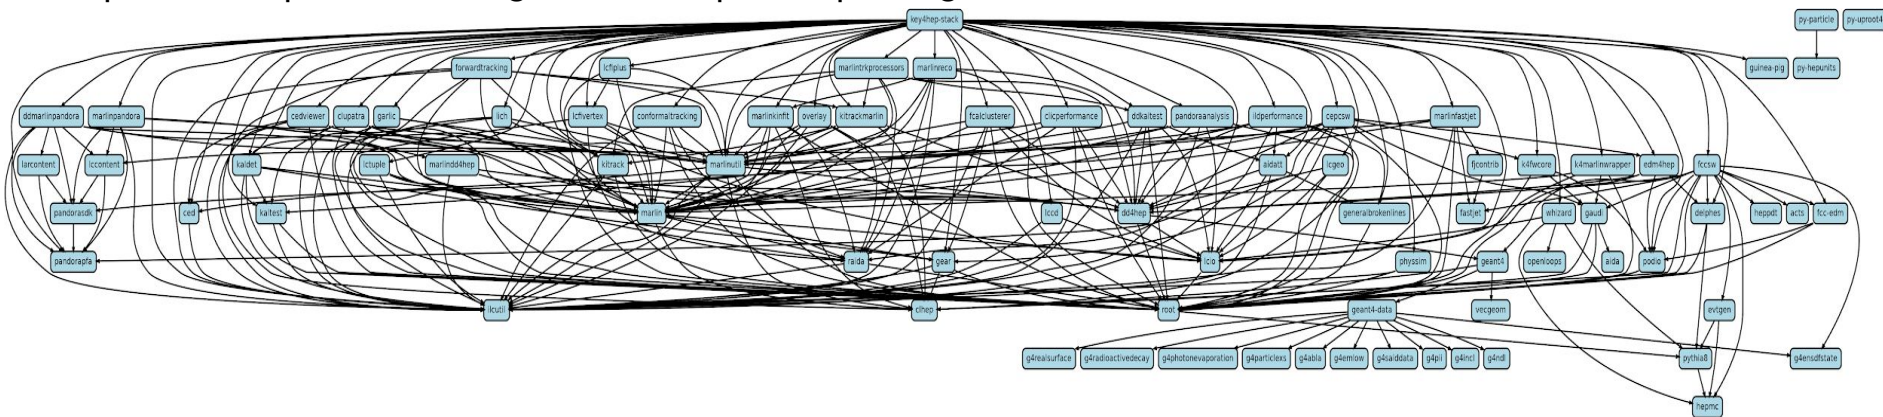 key4hep-stack py-particle py-uproot4
forwardtracking lcfiplus marlintrkprocessors marlinreco guinea-pig py-hepunits
ddmarlinpandora marlinpandora cedviewer clupatra garlic lich lcfivertex conformaltracking marlinkinfit overlay kitrackmarlin fcalclusterer clicperformance ddkaltest pandoraanalysis ildperformance cepcsw marlinfastjet
larcontent lccontent kaldet lctuple marlindd4hep kitrack marlinutil aidatt lcgeo fjcontrib k4fwcore k4marlinwrapper edm4hep fccsw
pandorasdk ced kaltest marlin lccd dd4hep generalbrokenlines fastjet whizard gaudi delphes heppdt acts fcc-edm
pandorapfa raida gear lcio physsim geant4 openloops aida podio
ilcutil clhep root geant4-data vecgeom evtgen
g4realsurface g4radioactivedecay g4photonevaporation g4particlexs g4abla g4emlow g4saiddata g4pii g4incl g4ndl pythia8 g4ensdfstate
hepmc